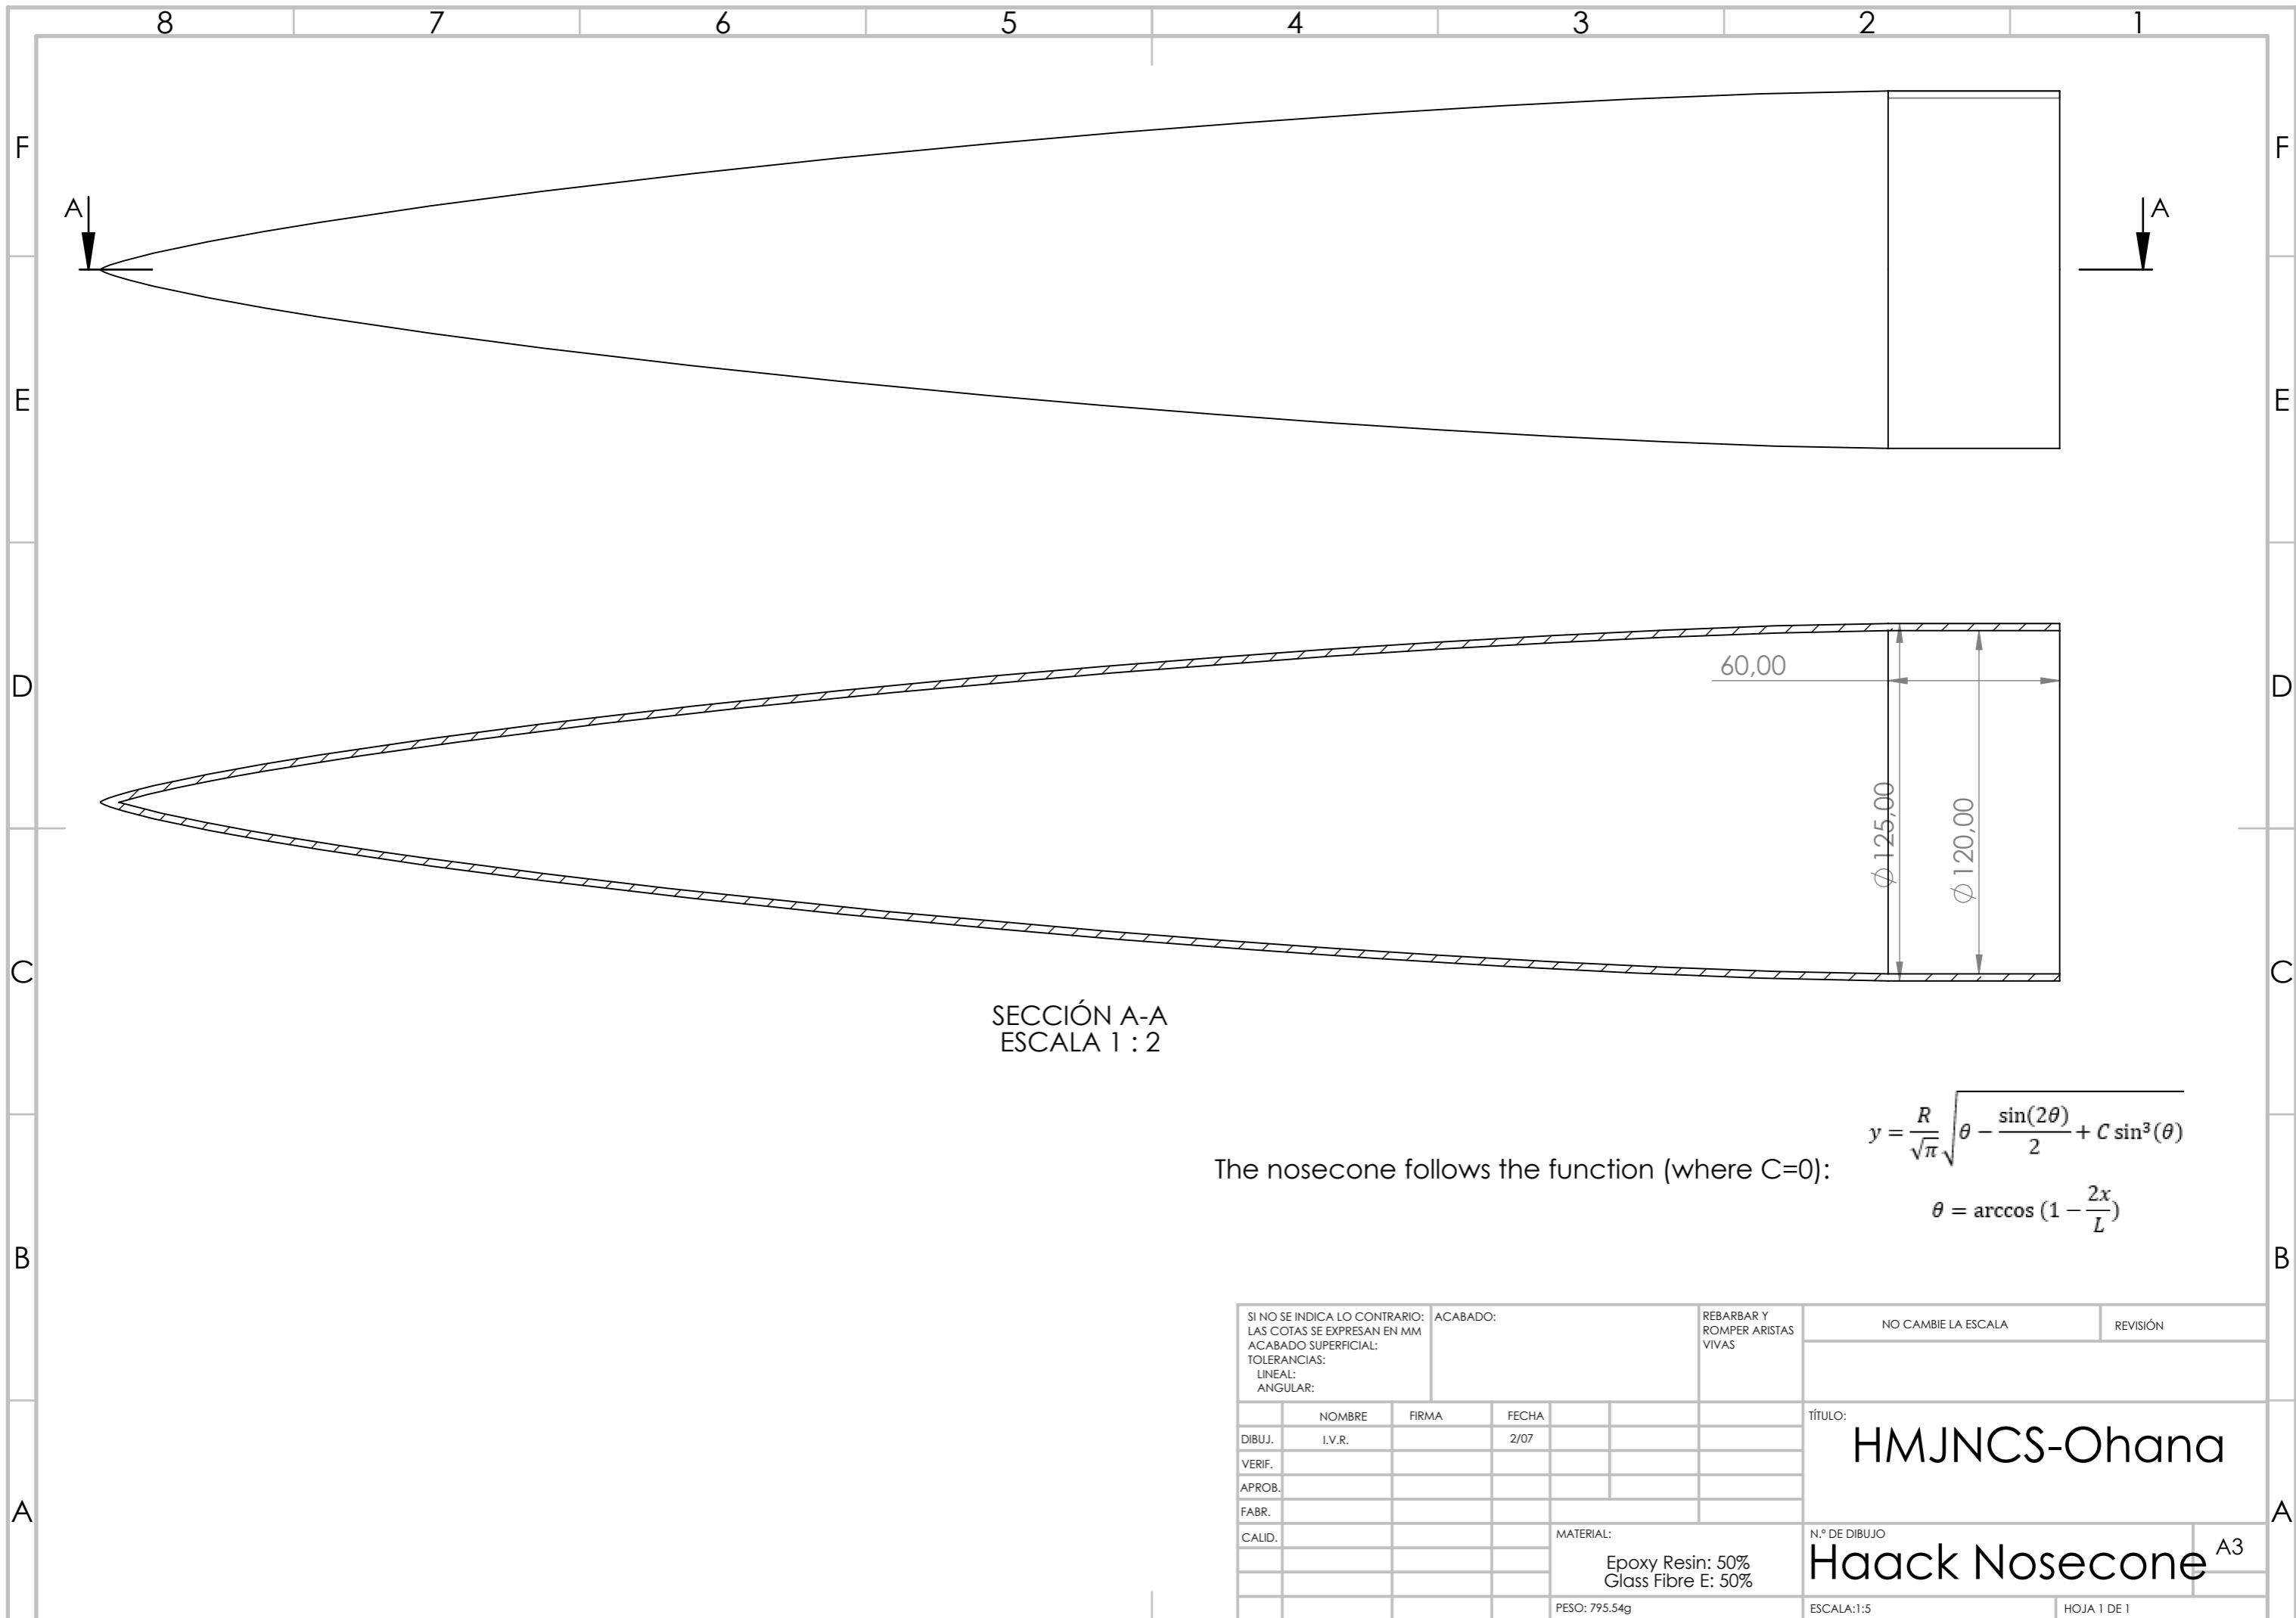 8 7 6 5 4 3 2 1
F F
A A
E E
D D
60,00
∅125,00
∅120,00
C C
SECCIÓN A-A
ESCALA 1 : 2
y = R/√π √(θ − sin(2θ)/2 + C sin³(θ))
The nosecone follows the function (where C=0):
θ = arccos (1 − 2x/L)
B B
SI NO SE INDICA LO CONTRARIO:
LAS COTAS SE EXPRESAN EN MM
ACABADO SUPERFICIAL:
TOLERANCIAS:
LINEAL:
ANGULAR:
ACABADO:
REBARBAR Y
ROMPER ARISTAS
VIVAS
NO CAMBIE LA ESCALA
REVISIÓN
NOMBRE FIRMA FECHA
DIBUJ. I.V.R. 2/07
VERIF.
APROB.
FABR.
CALID.
TÍTULO:
HMJNCS-Ohana
A A
MATERIAL:
Epoxy Resin: 50%
Glass Fibre E: 50%
N.º DE DIBUJO
Haack Nosecone
A3
PESO: 795.54g
ESCALA:1:5
HOJA 1 DE 1